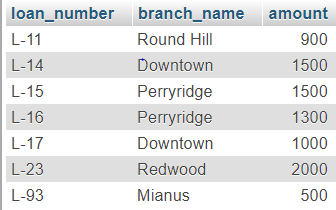 loan_number branch_name amount
L-11 Round Hill 900
L-14 Downtown 1500
L-15 Perryridge 1500
L-16 Perryridge 1300
L-17 Downtown 1000
L-23 Redwood 2000
L-93 Mianus 500